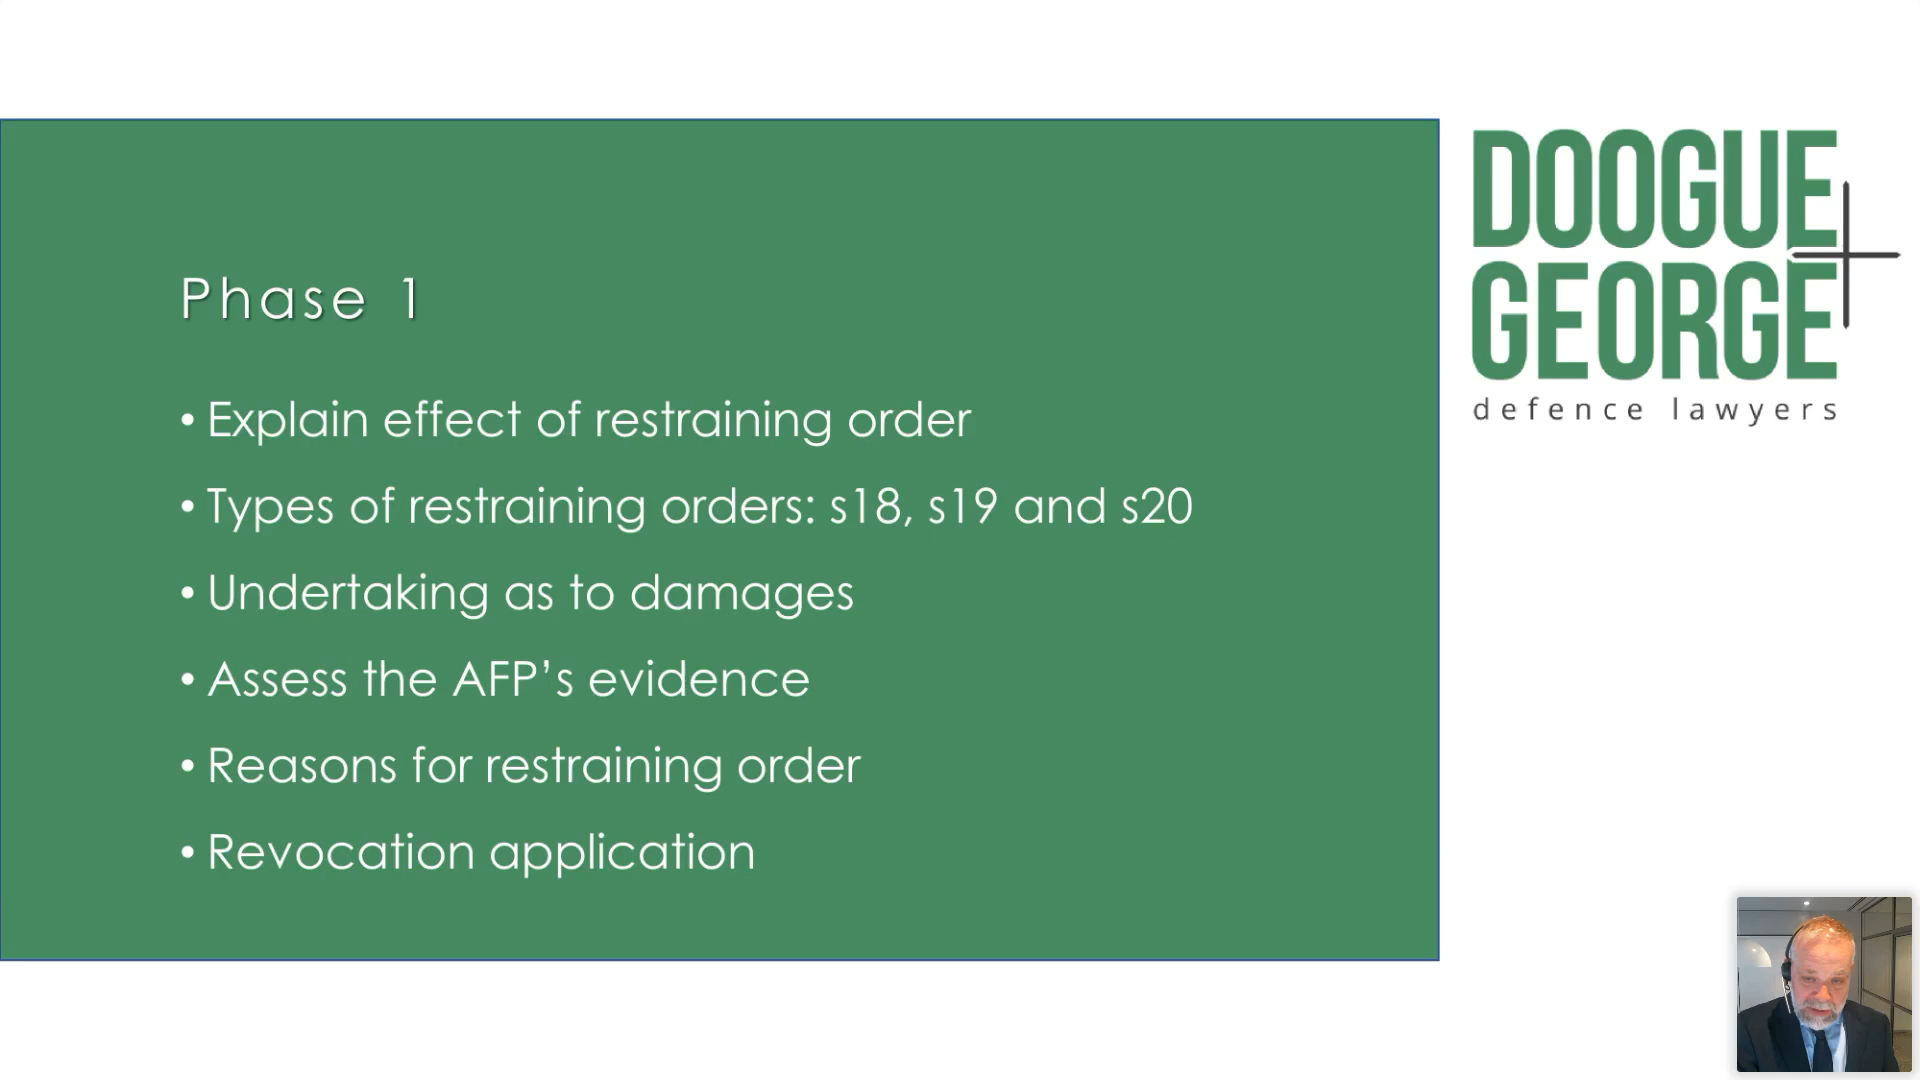 Phase 1
• Explain effect of restraining order
• Types of restraining orders: s18, s19 and s20
• Undertaking as to damages
• Assess the AFP’s evidence
• Reasons for restraining order
• Revocation application
DOOGUE
GEORGE
defence lawyers